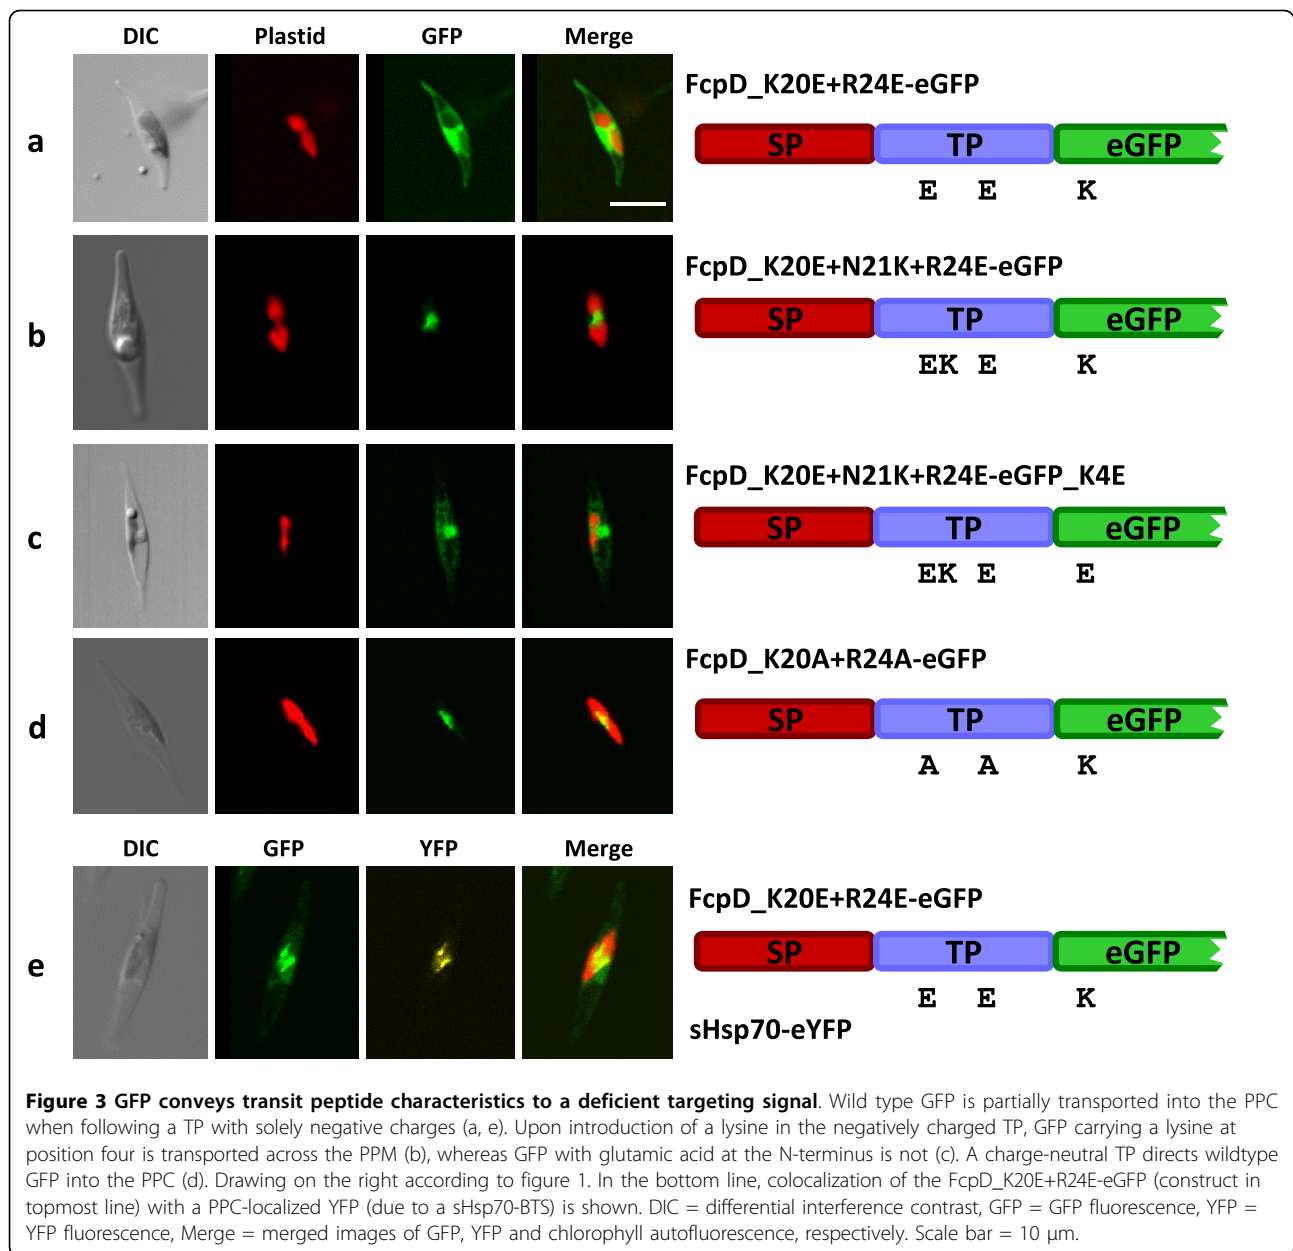 DIC Plastid GFP Merge
a
FcpD_K20E+R24E-eGFP
SP TP eGFP
E E K
b
FcpD_K20E+N21K+R24E-eGFP
SP TP eGFP
EK E K
c
FcpD_K20E+N21K+R24E-eGFP_K4E
SP TP eGFP
EK E E
d
FcpD_K20A+R24A-eGFP
SP TP eGFP
A A K
DIC GFP YFP Merge
e
FcpD_K20E+R24E-eGFP
SP TP eGFP
E E K
sHsp70-eYFP
Figure 3 GFP conveys transit peptide characteristics to a deficient targeting signal. Wild type GFP is partially transported into the PPC
when following a TP with solely negative charges (a, e). Upon introduction of a lysine in the negatively charged TP, GFP carrying a lysine at
position four is transported across the PPM (b), whereas GFP with glutamic acid at the N-terminus is not (c). A charge-neutral TP directs wildtype
GFP into the PPC (d). Drawing on the right according to figure 1. In the bottom line, colocalization of the FcpD_K20E+R24E-eGFP (construct in
topmost line) with a PPC-localized YFP (due to a sHsp70-BTS) is shown. DIC = differential interference contrast, GFP = GFP fluorescence, YFP =
YFP fluorescence, Merge = merged images of GFP, YFP and chlorophyll autofluorescence, respectively. Scale bar = 10 μm.